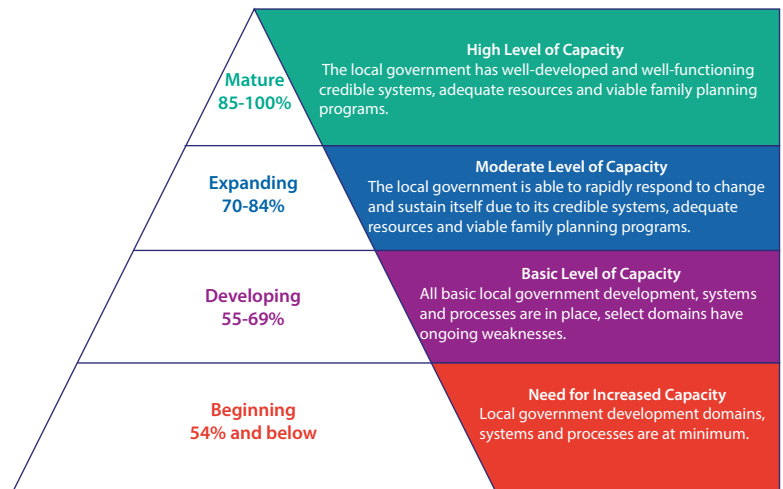 Mature
85-100%
High Level of Capacity
The local government has well-developed and well-functioning
credible systems, adequate resources and viable family planning
programs.
Expanding
70-84%
Moderate Level of Capacity
The local government is able to rapidly respond to change
and sustain itself due to its credible systems, adequate
resources and viable family planning programs.
Developing
55-69%
Basic Level of Capacity
All basic local government development, systems
and processes are in place, select domains have
ongoing weaknesses.
Beginning
54% and below
Need for Increased Capacity
Local government development domains,
systems and processes are at minimum.